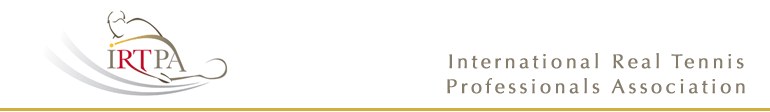 IRTPA
International Real Tennis
Professionals Association